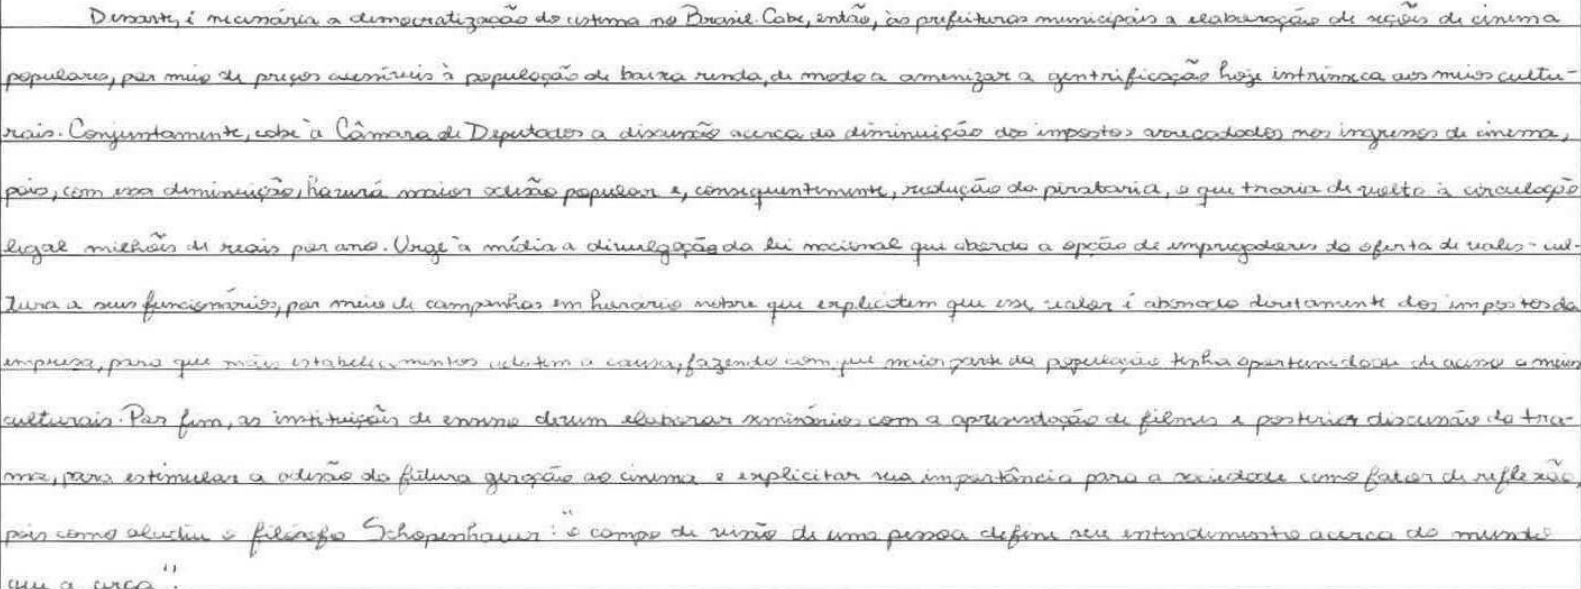 Destarte, é necessária a democratização do cinema no Brasil. Cabe, então, às prefeituras municipais a elaboração de seções de cinema
populares, por meio de preços acessíveis à população de baixa renda, de modo a amenizar a gentrificação hoje intrínseca aos meios cultu-
rais. Conjuntamente, cabe à Câmara de Deputados a discussão acerca da diminuição dos impostos arrecadados nos ingressos de cinema,
pois, com essa diminuição, haverá maior adesão popular e, consequentemente, redução da pirataria, o que traria de volta à circulação
legal milhões de reais por ano. Urge à mídia a divulgação da lei nacional que aborda a opção de empregadores da oferta de vales-cul-
tura a seus funcionários, por meio de campanhas em horário nobre que explicitem que esse valor é abonado diretamente dos impostos da
empresa, para que mais estabelecimentos adotem a causa, fazendo com que maior parte da população tenha oportunidade de acesso a meios
culturais. Por fim, as instituições de ensino devem elaborar seminários com a apresentação de filmes e posterior discussão da tra-
ma, para estimular a adesão da futura geração ao cinema e explicitar sua importância para a sociedade como fator de reflexão,
pois como aludiu o filósofo Schopenhauer: "o campo de visão de uma pessoa define seu entendimento acerca do mundo
que a cerca".